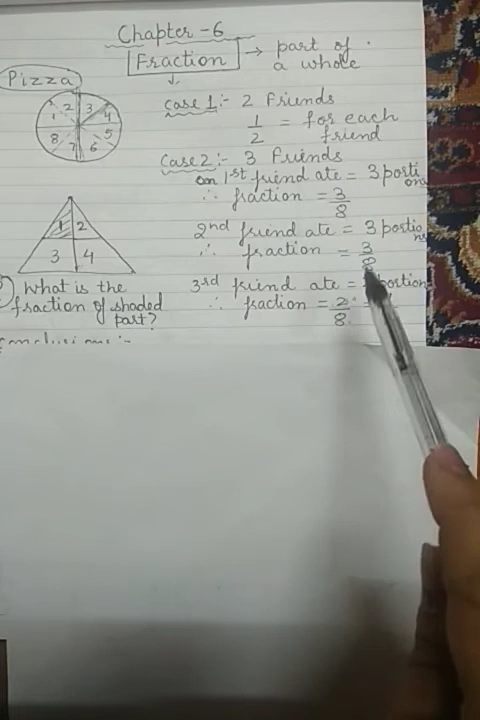 Chapter - 6
Fraction → part of a whole
Pizza
1 2 3 4 5 6 7 8
Case 1:- 2 Friends
1/2 = for each friend
Case 2:- 3 Friends
1st friend ate = 3 portions
∴ fraction = 3/8
2nd friend ate = 3 portions
∴ fraction = 3/8
3rd friend ate = portion
∴ fraction = 2/8
1 2
3 4
What is the
fraction of shaded
part?